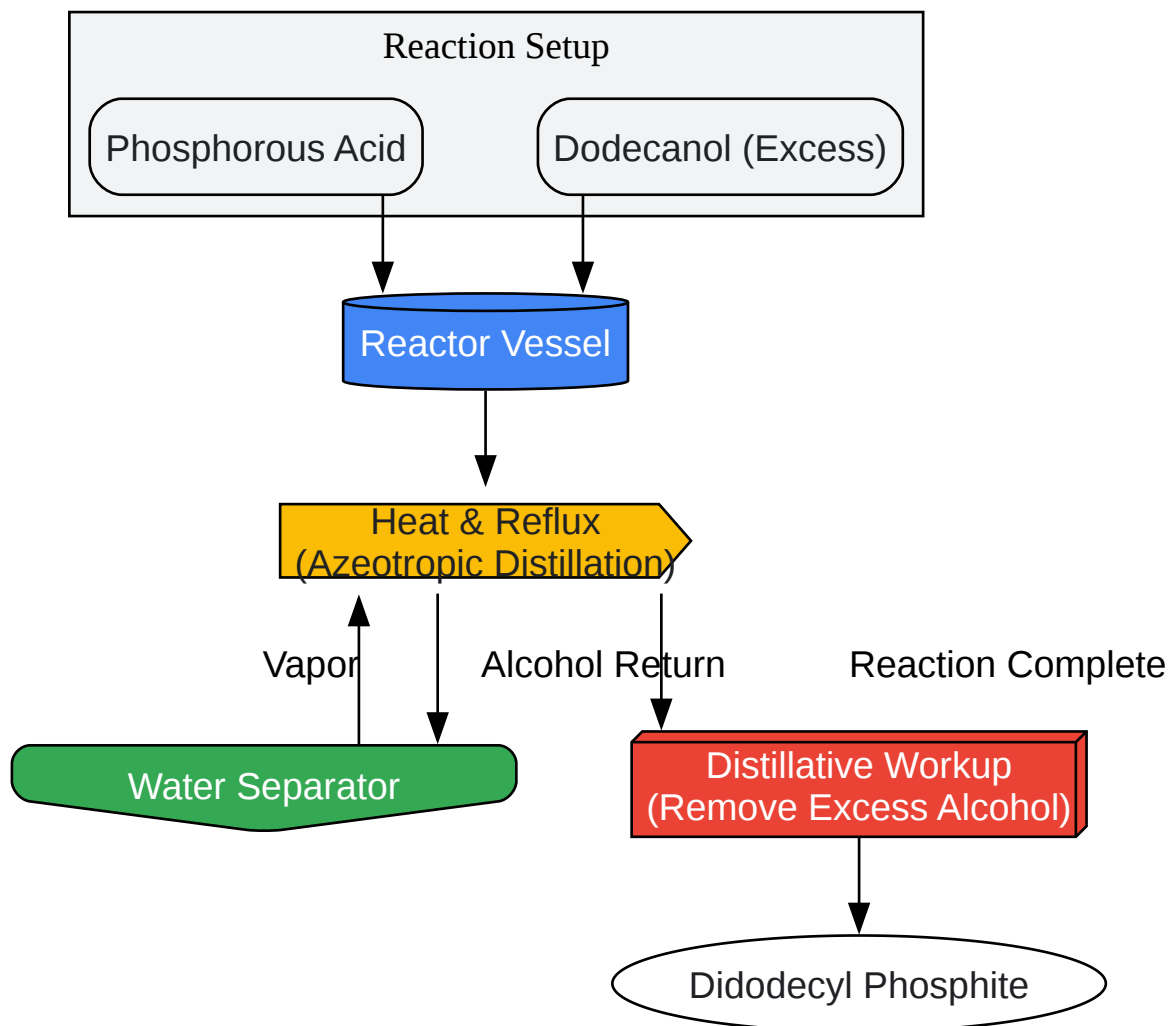 Reaction Setup
Phosphorous Acid
Dodecanol (Excess)
Reactor Vessel
Heat & Reflux
(Azeotropic Distillation)
Vapor
Alcohol Return
Reaction Complete
Water Separator
Distillative Workup
(Remove Excess Alcohol)
Didodecyl Phosphite